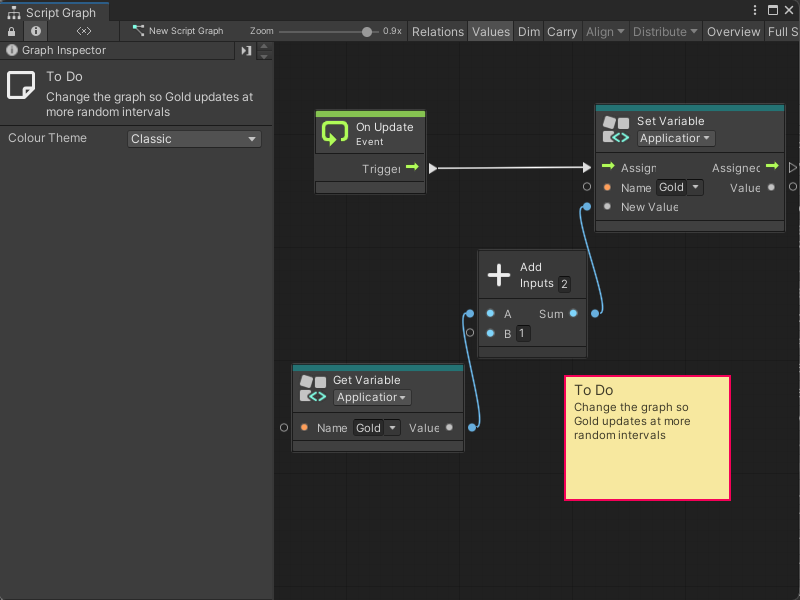 Script Graph
New Script Graph
Zoom
0.9x
Relations
Values
Dim
Carry
Align
Distribute
Overview
Full S
Graph Inspector
To Do
Change the graph so Gold updates at
more random intervals
Colour Theme
Classic
On Update
Event
Trigger
Set Variable
Application
Assign
Assigned
Name
Gold
Value
New Value
Add
Inputs 2
A
Sum
B 1
Get Variable
Application
Name
Gold
Value
To Do
Change the graph so
Gold updates at more
random intervals